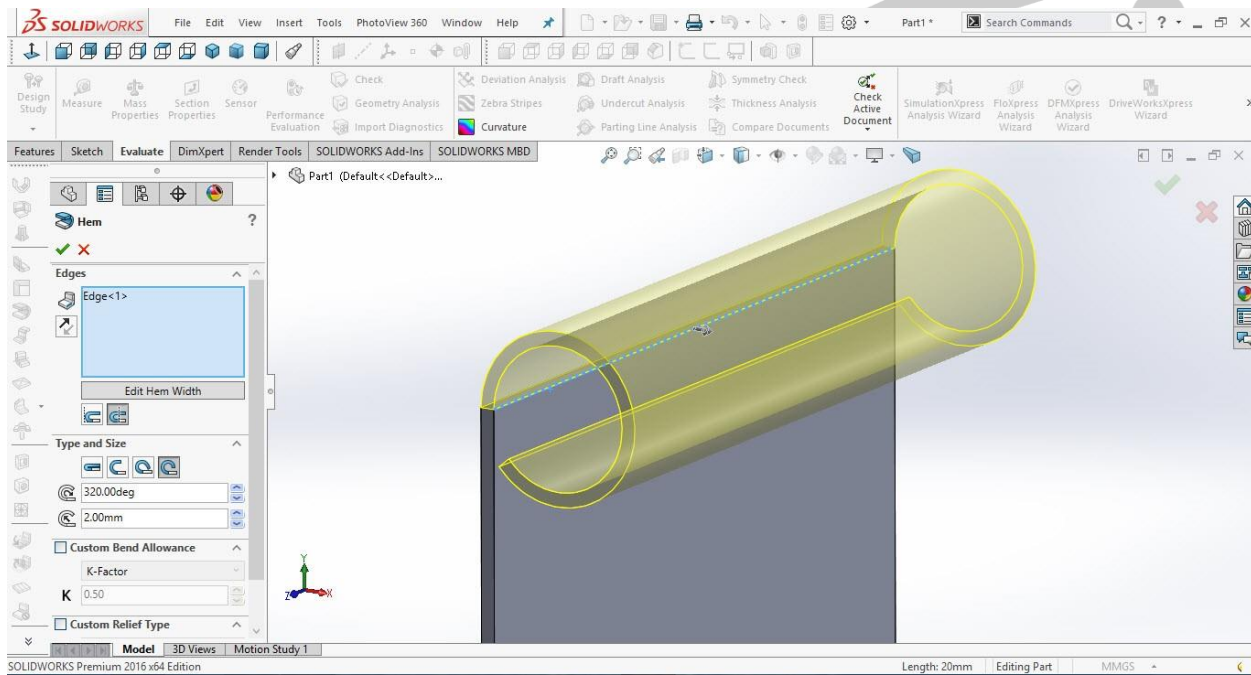 SOLIDWORKS File Edit View Insert Tools PhotoView 360 Window Help Part1 * Search Commands ?
Design Study
Measure
Mass Properties
Section Properties
Sensor
Performance Evaluation
Check
Geometry Analysis
Import Diagnostics
Deviation Analysis
Zebra Stripes
Curvature
Draft Analysis
Undercut Analysis
Parting Line Analysis
Symmetry Check
Thickness Analysis
Compare Documents
Check Active Document
SimulationXpress Analysis Wizard
FloXpress Analysis Wizard
DFMXpress Analysis Wizard
DriveWorksXpress Wizard
Features Sketch Evaluate DimXpert Render Tools SOLIDWORKS Add-Ins SOLIDWORKS MBD
Part1 (Default<<Default>...
Hem ?
Edges
Edge<1>
Edit Hem Width
Type and Size
320.00deg
2.00mm
Custom Bend Allowance
K-Factor
K 0.50
Custom Relief Type
Y
Z X
Model 3D Views Motion Study 1
SOLIDWORKS Premium 2016 x64 Edition Length: 20mm Editing Part MMGS